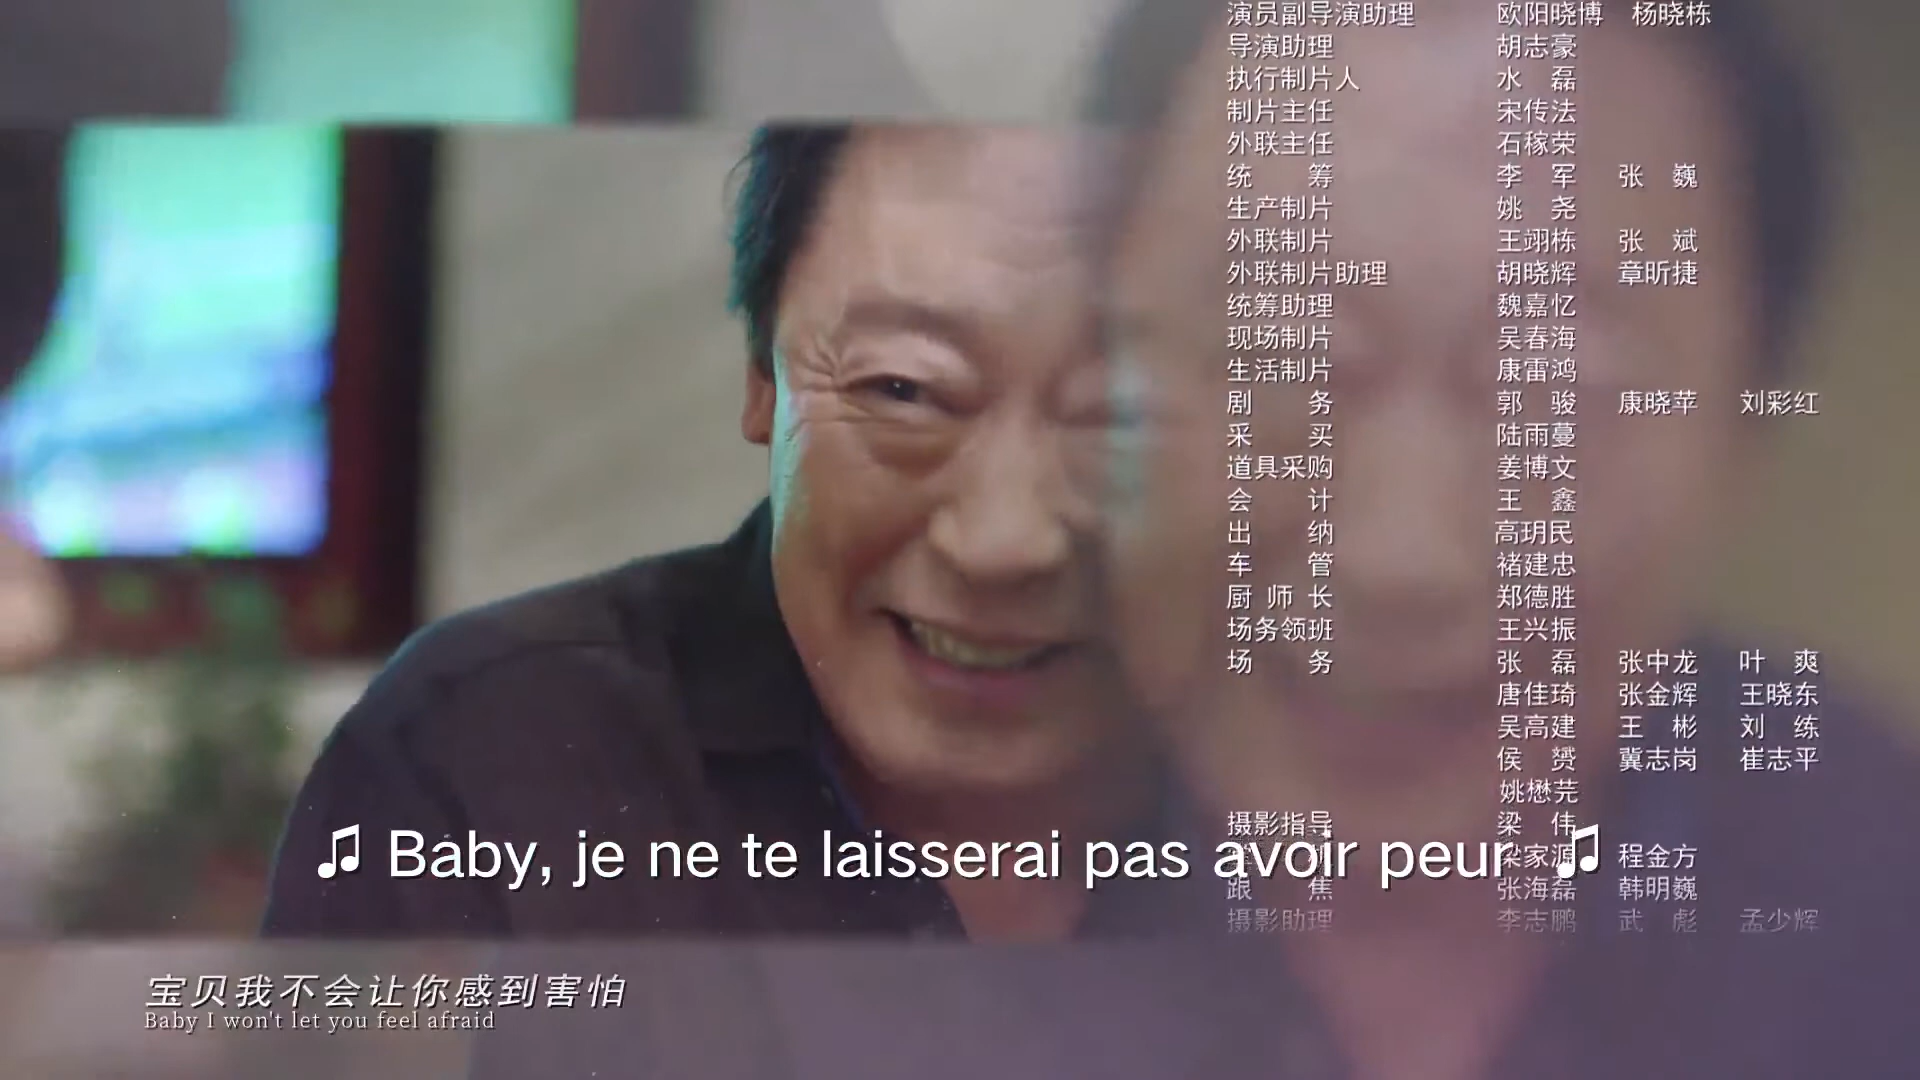 演员副导演助理 欧阳晓博 杨晓栋
导演助理 胡志豪
执行制片人 水 磊
制片主任 宋传法
外联主任 石稼荣
统 筹 李 军 张 巍
生产制片 姚 尧
外联制片 王翊栋 张 斌
外联制片助理 胡晓辉 章昕捷
统筹助理 魏嘉忆
现场制片 吴春海
生活制片 康雷鸿
剧 务 郭 骏 康晓苹 刘彩红
采 买 陆雨蔓
道具采购 姜博文
会 计 王 鑫
出 纳 高玥民
车 管 褚建忠
厨 师 长 郑德胜
场务领班 王兴振
场 务 张 磊 张中龙 叶 爽
唐佳琦 张金辉 王晓东
吴高建 王 彬 刘 练
侯 赟 冀志岗 崔志平
姚懋芫
摄影指导 梁 伟
♫ Baby, je ne te laisserai pas avoir peur ♫
梁家源 程金方
跟 焦 张海磊 韩明巍
摄影助理 李志鹏 武 彪 孟少辉
宝贝我不会让你感到害怕
Baby I won't let you feel afraid